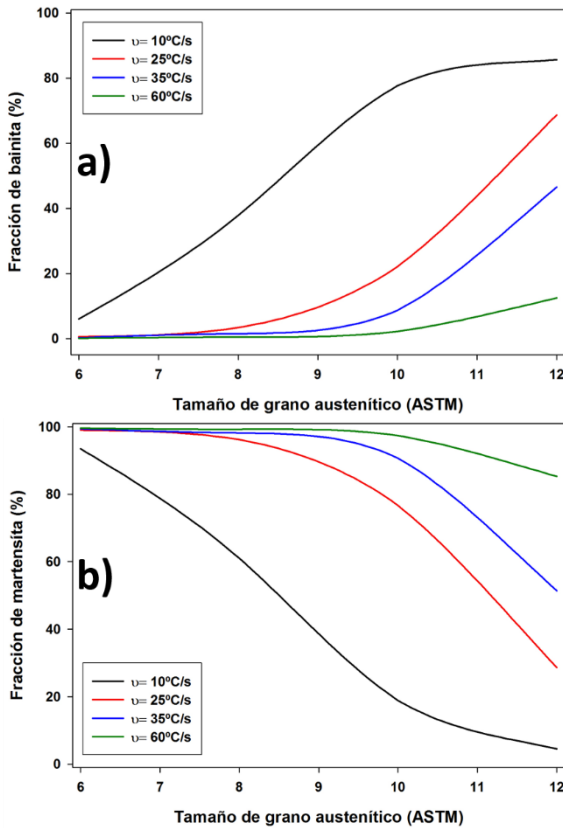 100
υ= 10ºC/s
υ= 25ºC/s
υ= 35ºC/s
υ= 60ºC/s
80
60
40
20
0
Fracción de bainita (%)
a)
6 7 8 9 10 11 12
Tamaño de grano austenítico (ASTM)
100
80
60
40
20
0
Fracción de martensita (%)
b)
υ= 10ºC/s
υ= 25ºC/s
υ= 35ºC/s
υ= 60ºC/s
6 7 8 9 10 11 12
Tamaño de grano austenítico (ASTM)